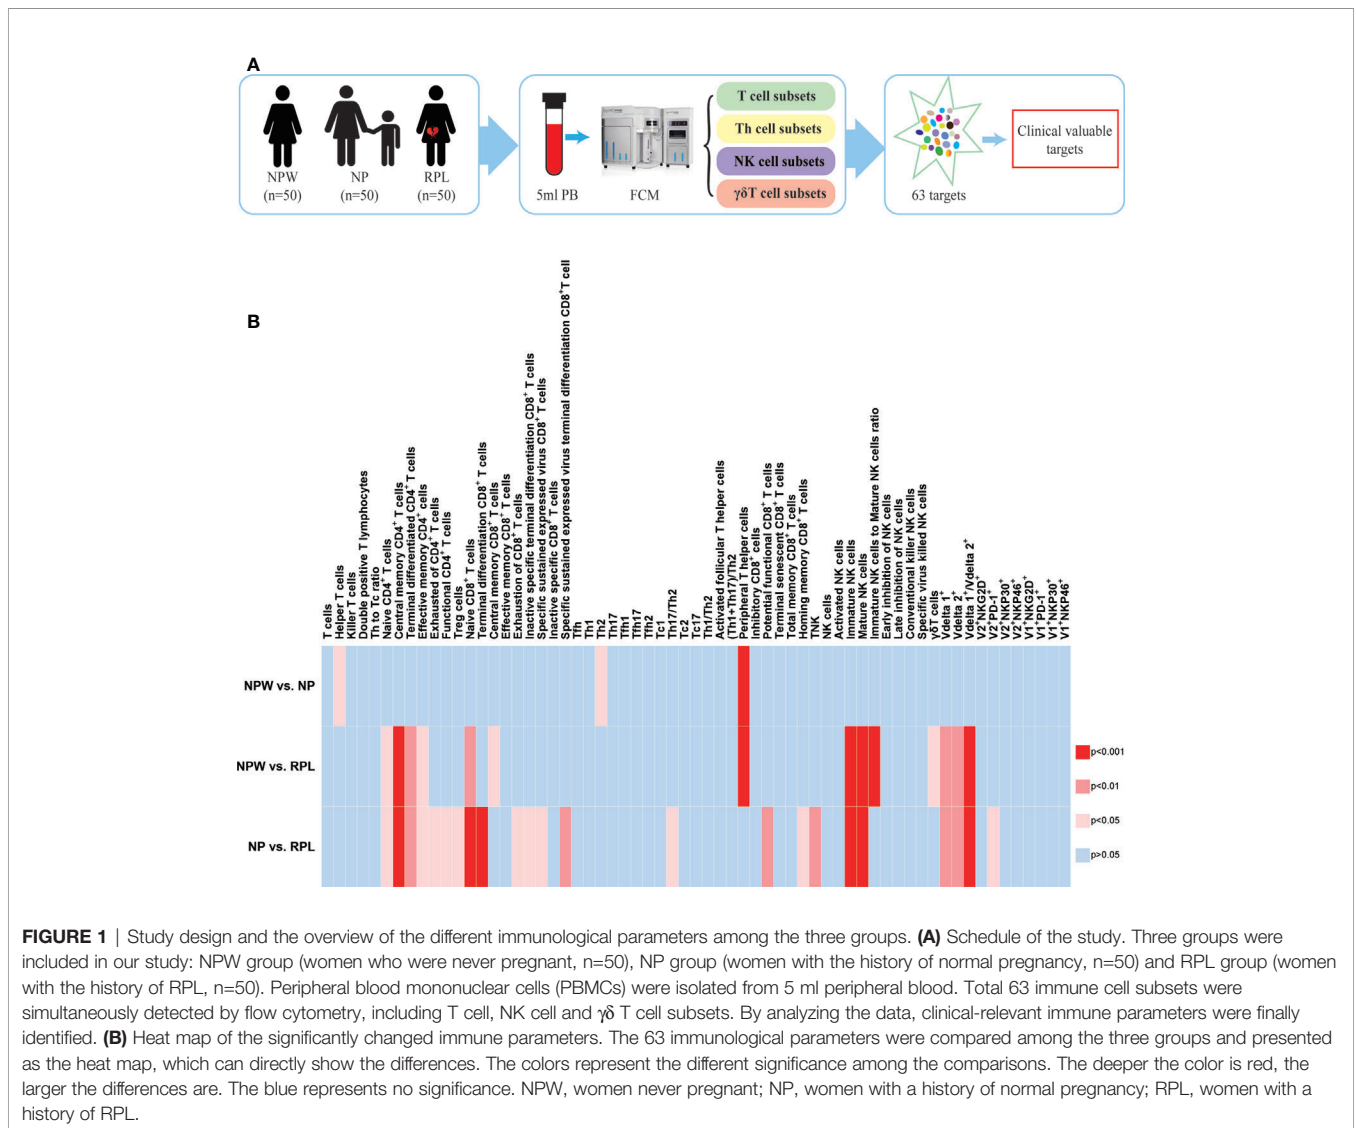 A
NPW
(n=50)
NP
(n=50)
RPL
(n=50)
5ml PB
FCM
T cell subsets
Th cell subsets
NK cell subsets
γδT cell subsets
63 targets
Clinical valuable
targets
B
T cells
Helper T cells
Killer T cells
Double positive T lymphocytes
Th to Tc ratio
Naive CD4⁺ T cells
Central memory CD4⁺ T cells
Terminal differentiated CD4⁺ T cells
Effective memory CD4⁺ cells
Exhausted of CD4⁺ T cells
Functional CD4⁺ T cells
Treg cells
Naive CD8⁺ T cells
Terminal differentiation CD8⁺ T cells
Central memory CD8⁺ T cells
Effective memory CD8⁺ T cells
Exhaustion of CD8⁺ T cells
Inactive specific terminal differentiation CD8⁺ T cells
Specific sustained expressed virus CD8⁺ T cells
Inactive specific CD8⁺ T cells
Specific sustained expressed virus terminal differentiation CD8⁺T cell
Tfh
Th1
Th2
Th17
Tfh1
Tfh17
Tfh2
Tc1
Th17/Th2
Tc2
Tc17
Th1/Th2
Activated follicular T helper cells
(Th1+Th17)/Th2
Peripheral T helper cells
Inhibitory CD8⁺ cells
Potential functional CD8⁺ T cells
Terminal senescent CD8⁺ T cells
Total memory CD8⁺ T cells
Homing memory CD8⁺ T cells
TNK
NK cells
Activated NK cells
Immature NK cells
Mature NK cells
Immature NK cells to Mature NK cells ratio
Early inhibition of NK cells
Late inhibition of NK cells
Conventional killer NK cells
Specific virus killed NK cells
γδT cells
Vdelta 1⁺
Vdelta 2⁺
Vdelta 1⁺/Vdelta 2⁺
V2⁺NKG2D⁺
V2⁺PD-1⁺
V2⁺NKP30⁺
V2⁺NKP46⁺
V1⁺NKG2D⁺
V1⁺PD-1⁺
V1⁺NKP30⁺
V1⁺NKP46⁺
NPW vs. NP
NPW vs. RPL
NP vs. RPL
p<0.001
p<0.01
p<0.05
p>0.05
FIGURE 1 | Study design and the overview of the different immunological parameters among the three groups. (A) Schedule of the study. Three groups were
included in our study: NPW group (women who were never pregnant, n=50), NP group (women with the history of normal pregnancy, n=50) and RPL group (women
with the history of RPL, n=50). Peripheral blood mononuclear cells (PBMCs) were isolated from 5 ml peripheral blood. Total 63 immune cell subsets were
simultaneously detected by flow cytometry, including T cell, NK cell and γδ T cell subsets. By analyzing the data, clinical-relevant immune parameters were finally
identified. (B) Heat map of the significantly changed immune parameters. The 63 immunological parameters were compared among the three groups and presented
as the heat map, which can directly show the differences. The colors represent the different significance among the comparisons. The deeper the color is red, the
larger the differences are. The blue represents no significance. NPW, women never pregnant; NP, women with a history of normal pregnancy; RPL, women with a
history of RPL.